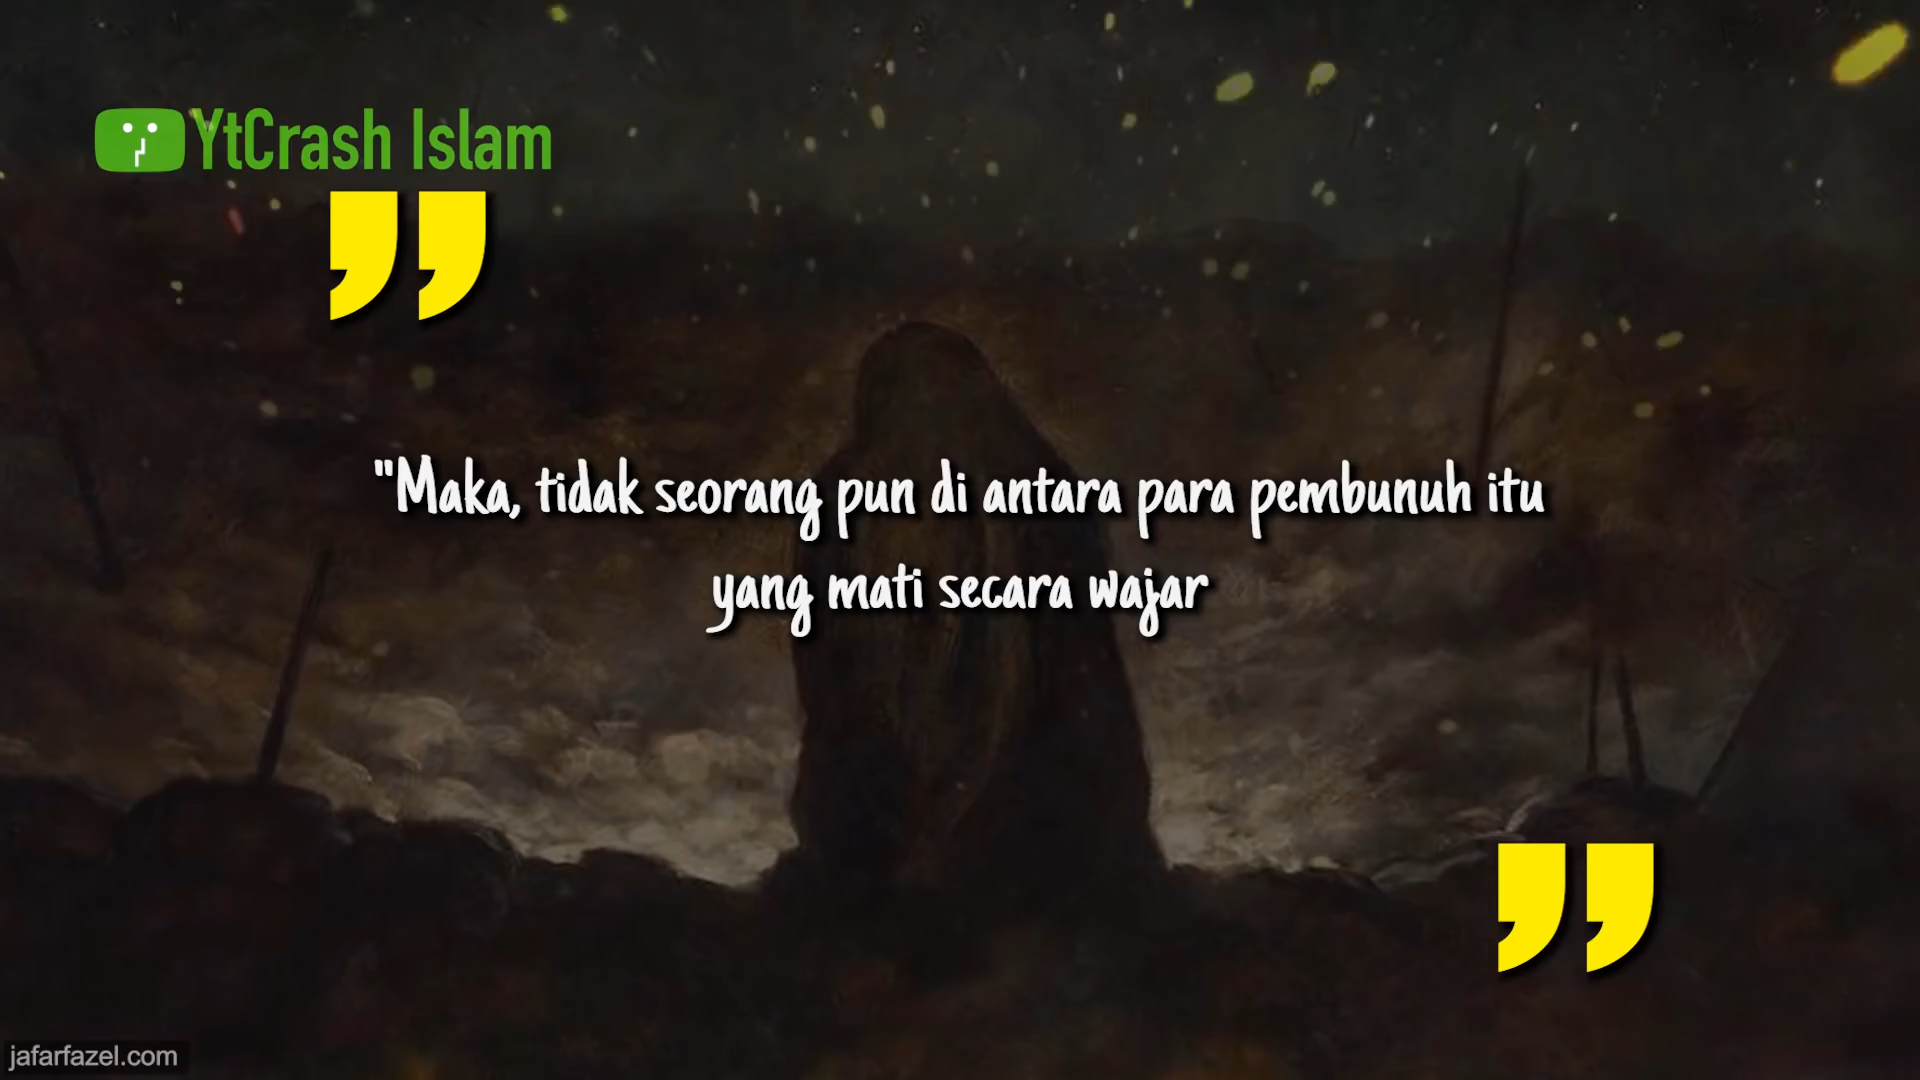 YtCrash Islam
"Maka, tidak seorang pun di antara para pembunuh itu
yang mati secara wajar
jafarfazel.com